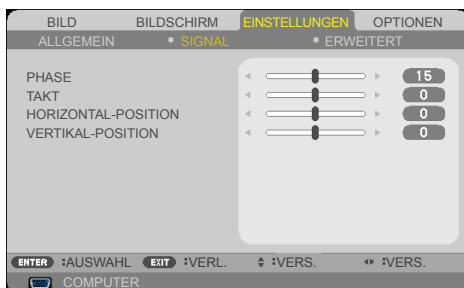 BILD BILDSCHIRM EINSTELLUNGEN OPTIONEN
ALLGEMEIN • SIGNAL • ERWEITERT
PHASE 15
TAKT 0
HORIZONTAL-POSITION 0
VERTIKAL-POSITION 0
ENTER :AUSWAHL EXIT :VERL. :VERS. :VERS.
COMPUTER